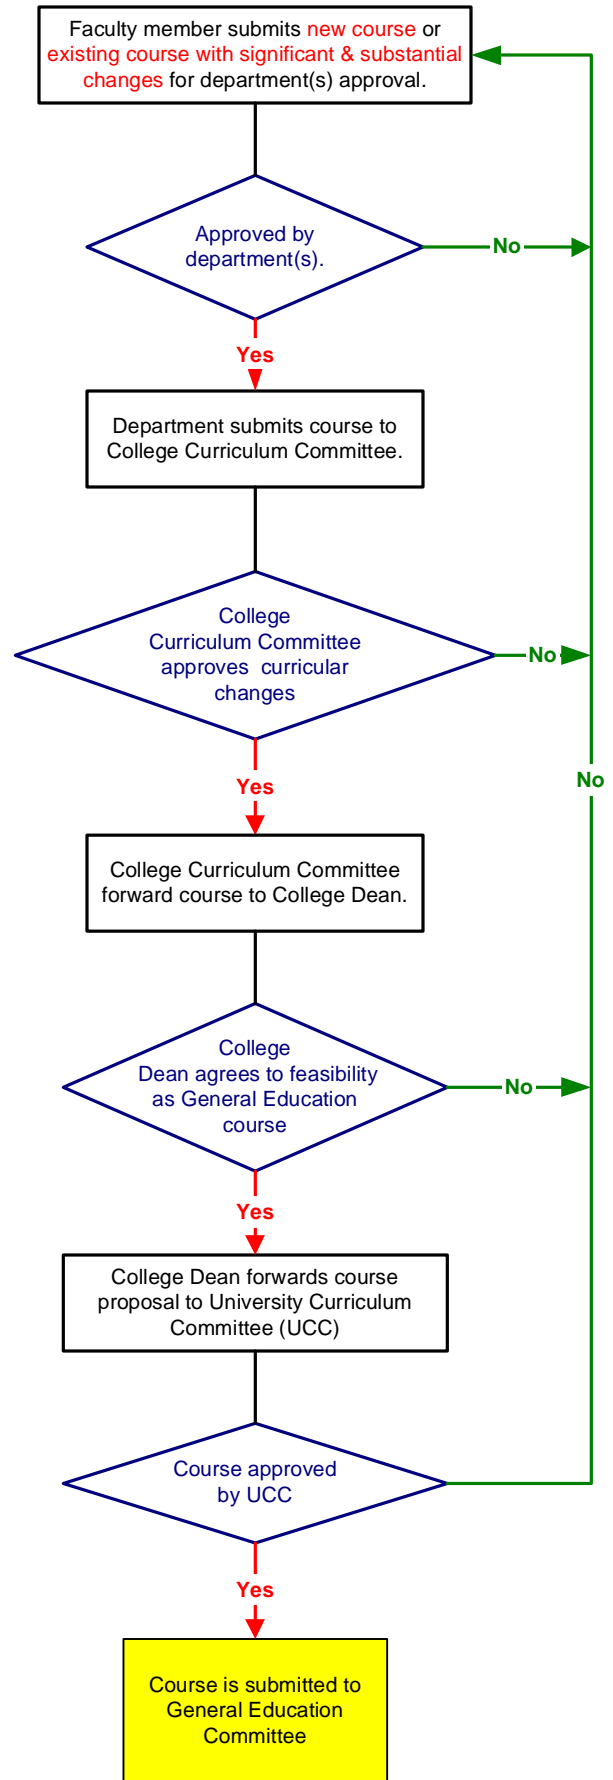 Faculty member submits new course or
existing course with significant & substantial
changes for department(s) approval.
Approved by
department(s).
No
Yes
Department submits course to
College Curriculum Committee.
College
Curriculum Committee
approves curricular
changes
No
Yes
No
College Curriculum Committee
forward course to College Dean.
College
Dean agrees to feasibility
as General Education
course
No
Yes
College Dean forwards course
proposal to University Curriculum
Committee (UCC)
Course approved
by UCC
Yes
Course is submitted to
General Education
Committee